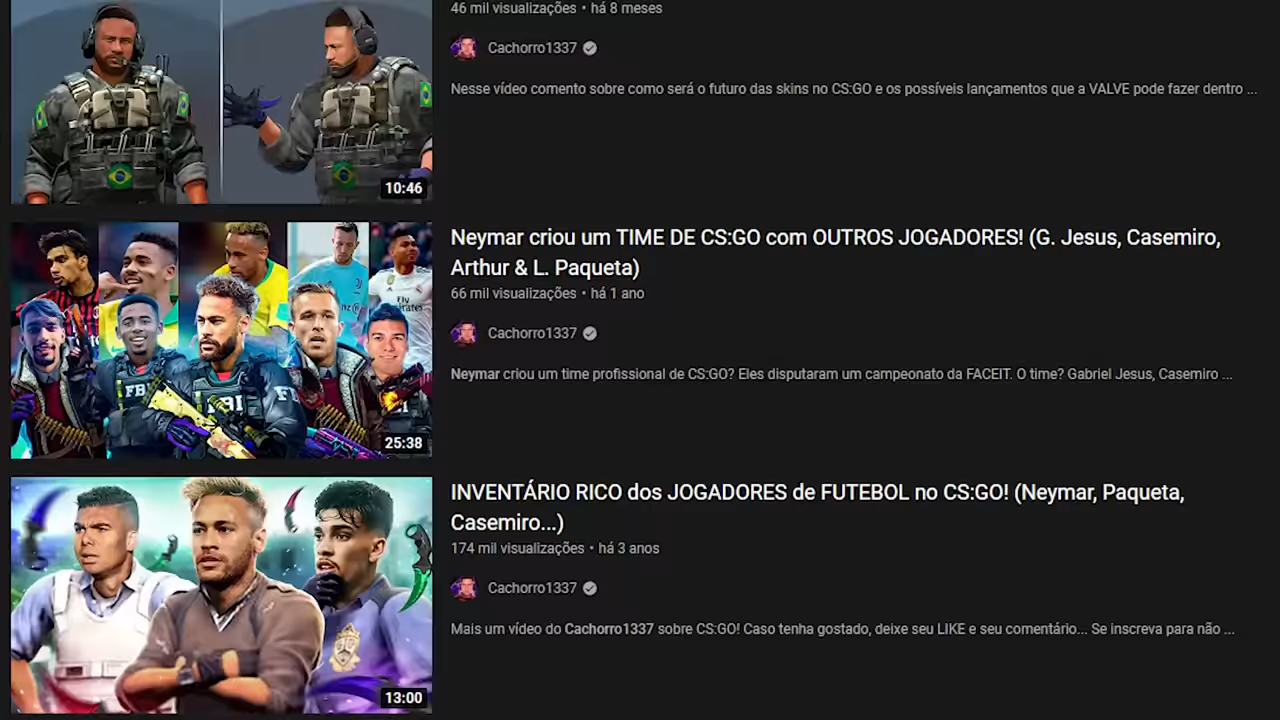 46 mil visualizações • há 8 meses
Cachorro1337
Nesse vídeo comento sobre como será o futuro das skins no CS:GO e os possíveis lançamentos que a VALVE pode fazer dentro ...
10:46
Neymar criou um TIME DE CS:GO com OUTROS JOGADORES! (G. Jesus, Casemiro,
Arthur & L. Paqueta)
66 mil visualizações • há 1 ano
Cachorro1337
Neymar criou um time profissional de CS:GO? Eles disputaram um campeonato da FACEIT. O time? Gabriel Jesus, Casemiro ...
Fly
Emirates
FBI
25:38
INVENTÁRIO RICO dos JOGADORES de FUTEBOL no CS:GO! (Neymar, Paqueta,
Casemiro...)
174 mil visualizações • há 3 anos
Cachorro1337
Mais um vídeo do Cachorro1337 sobre CS:GO! Caso tenha gostado, deixe seu LIKE e seu comentário... Se inscreva para não ...
13:00